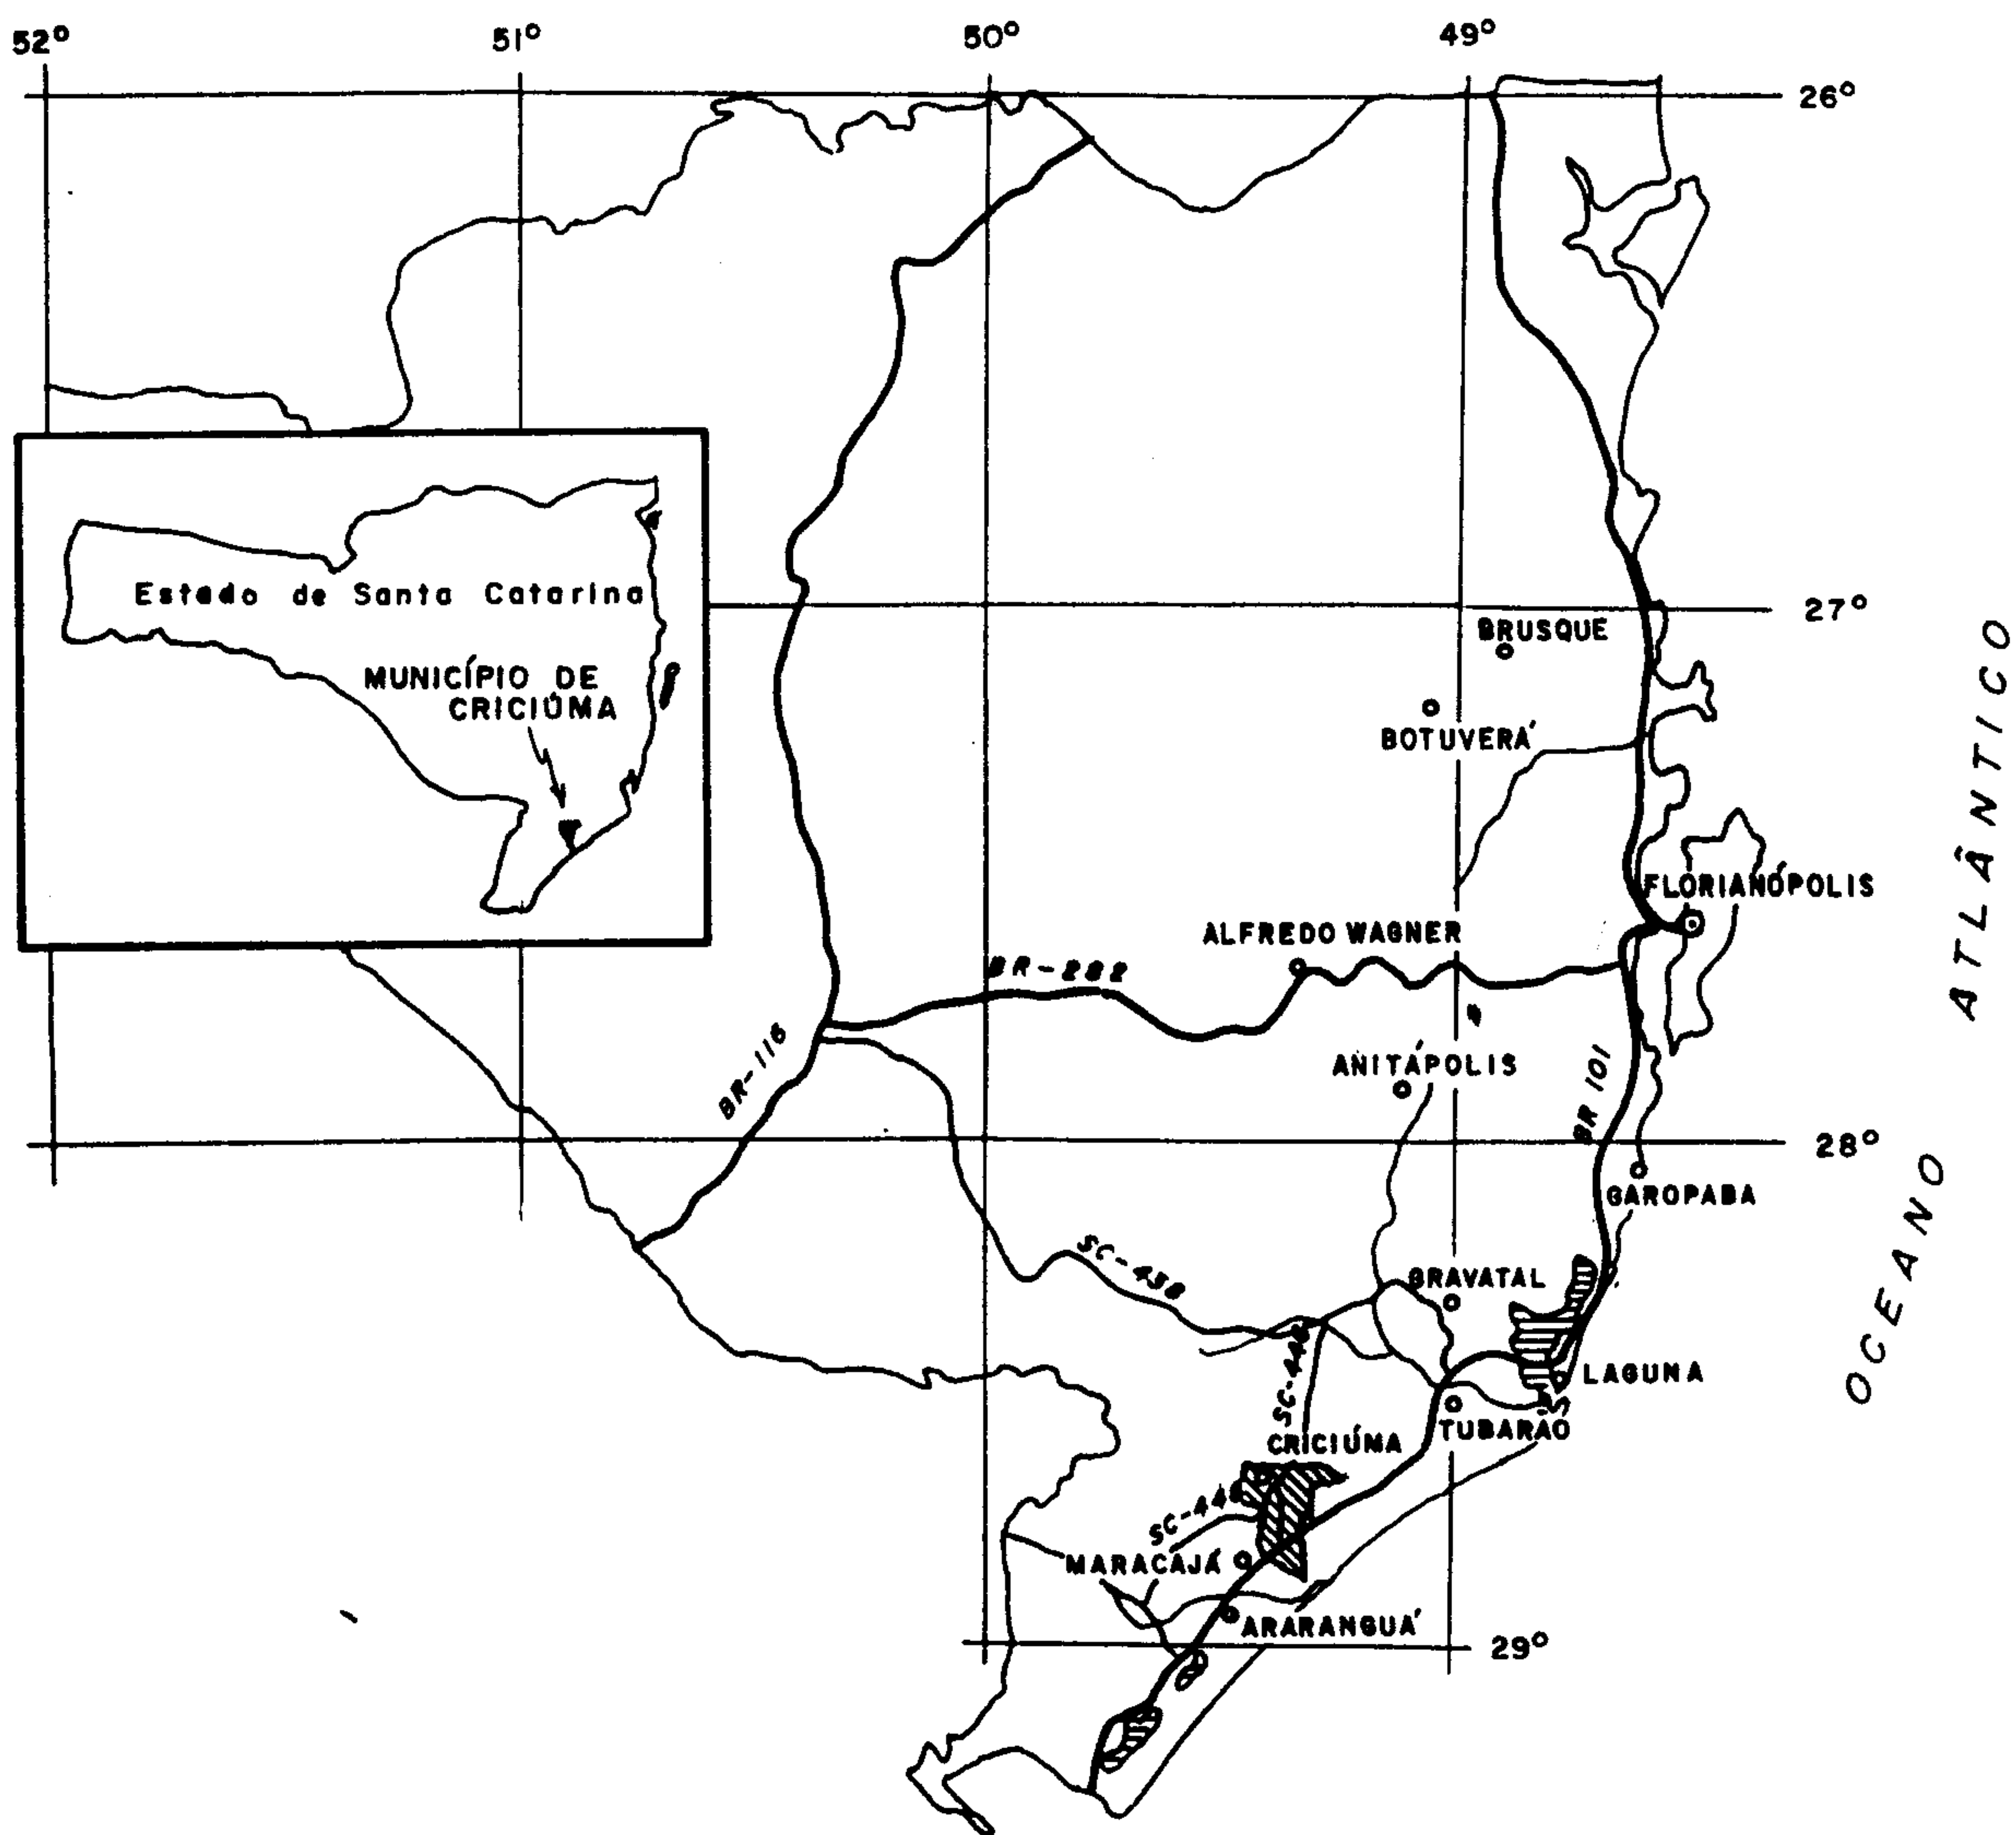 52° 51° 50° 49°
26°
Estado de Santa Catarina
27°
BRUSQUE
MUNICÍPIO DE
CRICIÚMA
BOTUVERÁ
OCEANO ATLÂNTICO
FLORIANÓPOLIS
ALFREDO WAGNER
BR-282
BR-116
ANITÁPOLIS
BR 101
28°
GAROPABA
SC-438
GRAVATAL
LAGUNA
TUBARÃO
CRICIÚMA
MARACAJÁ
ARARANGUÁ
29°